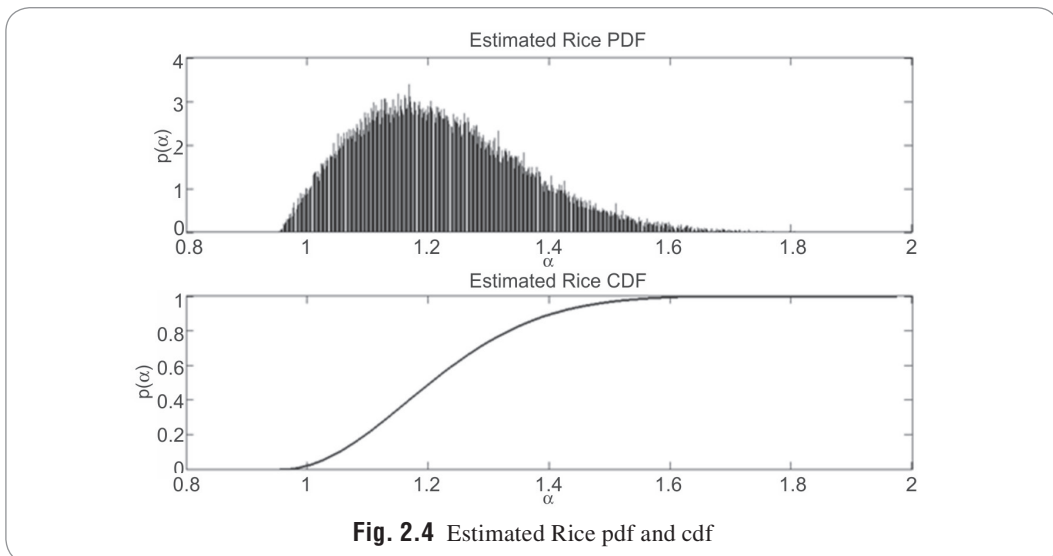 Estimated Rice PDF
4
3
2
1
0
p(α)
0.8 1 1.2 1.4 1.6 1.8 2
α
Estimated Rice CDF
1
0.8
0.6
0.4
0.2
0
p(α)
0.8 1 1.2 1.4 1.6 1.8 2
α
Fig. 2.4 Estimated Rice pdf and cdf